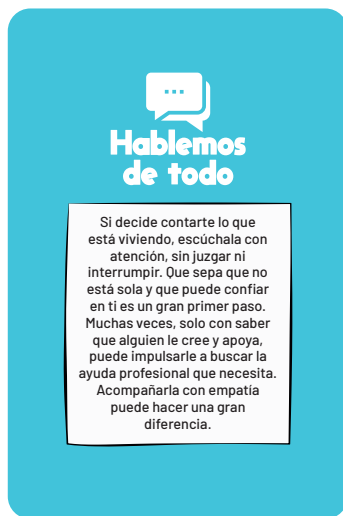 Hablemos
de todo
Si decide contarte lo que
está viviendo, escúchala con
atención, sin juzgar ni
interrumpir. Que sepa que no
está sola y que puede confiar
en ti es un gran primer paso.
Muchas veces, solo con saber
que alguien le cree y apoya,
puede impulsarle a buscar la
ayuda profesional que necesita.
Acompañarla con empatía
puede hacer una gran
diferencia.